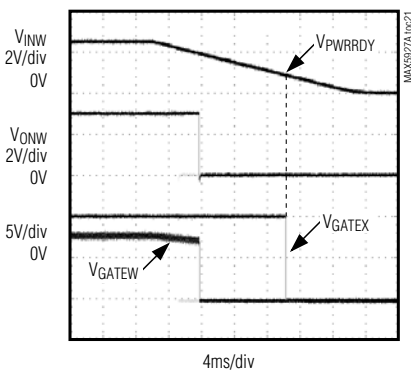 VINW
2V/div
0V
VPWRRDY
MAX5927A toc21
VONW
2V/div
0V
5V/div
0V
VGATEW
VGATEX
4ms/div